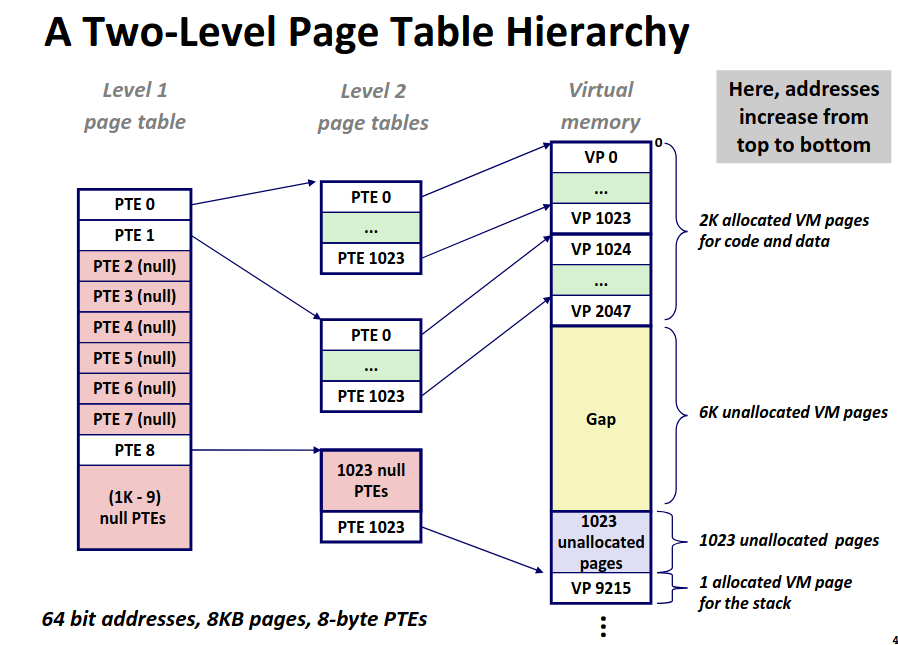 A Two-Level Page Table Hierarchy
Level 1
page table
Level 2
page tables
Virtual
memory
Here, addresses
increase from
top to bottom
PTE 0
PTE 1
PTE 2 (null)
PTE 3 (null)
PTE 4 (null)
PTE 5 (null)
PTE 6 (null)
PTE 7 (null)
PTE 8
(1K - 9)
null PTEs
PTE 0
...
PTE 1023
PTE 0
...
PTE 1023
1023 null
PTEs
PTE 1023
0
VP 0
...
VP 1023
VP 1024
...
VP 2047
Gap
1023
unallocated
pages
VP 9215
2K allocated VM pages
for code and data
6K unallocated VM pages
1023 unallocated pages
1 allocated VM page
for the stack
64 bit addresses, 8KB pages, 8-byte PTEs
4